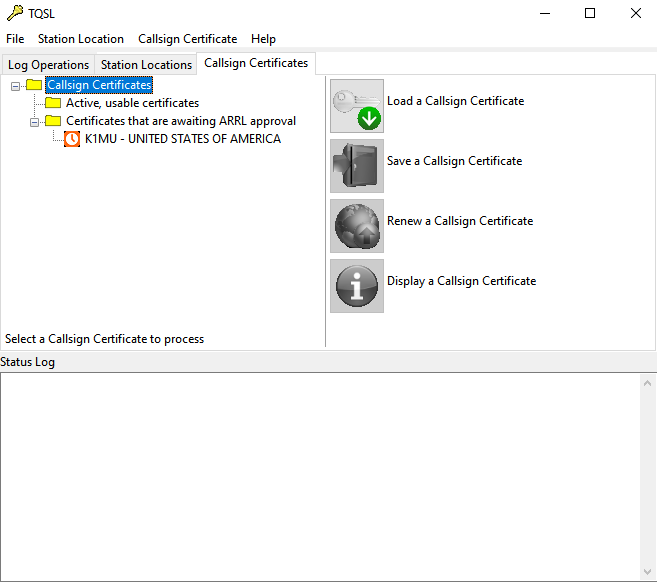 TQSL
File Station Location Callsign Certificate Help
Log Operations Station Locations Callsign Certificates
Callsign Certificates
Active, usable certificates
Certificates that are awaiting ARRL approval
K1MU - UNITED STATES OF AMERICA
Load a Callsign Certificate
Save a Callsign Certificate
Renew a Callsign Certificate
Display a Callsign Certificate
Select a Callsign Certificate to process
Status Log